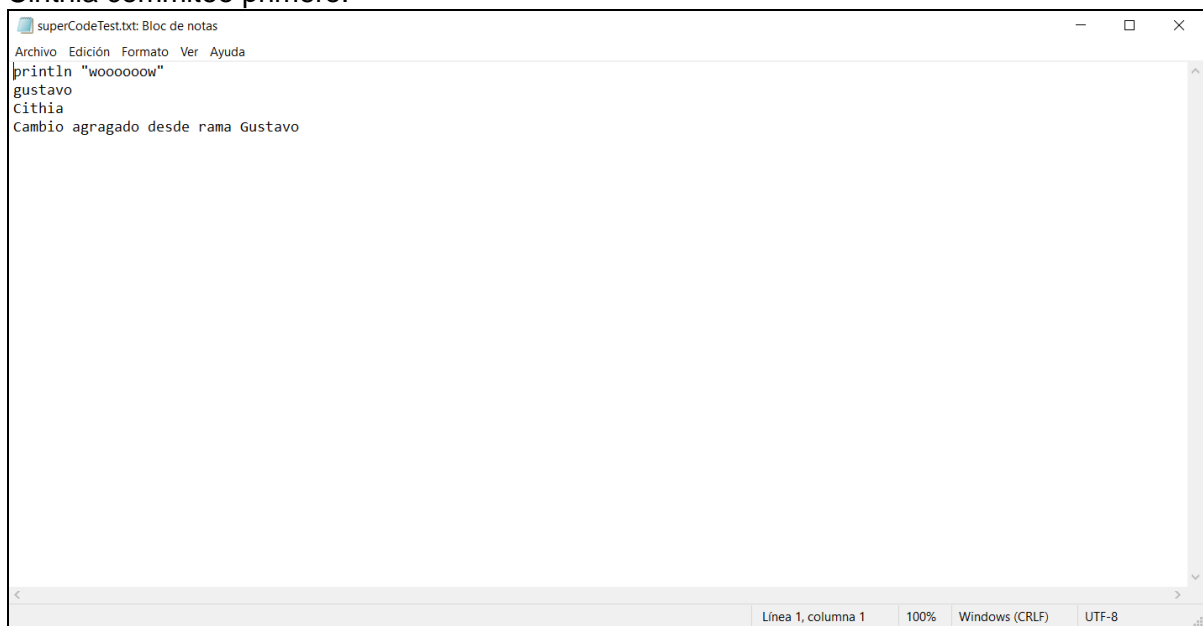 Sinthia commiteo primero.
superCodeTest.txt: Bloc de notas
Archivo Edición Formato Ver Ayuda
println "woooooow"
gustavo
Cithia
Cambio agragado desde rama Gustavo
Línea 1, columna 1 100% Windows (CRLF) UTF-8